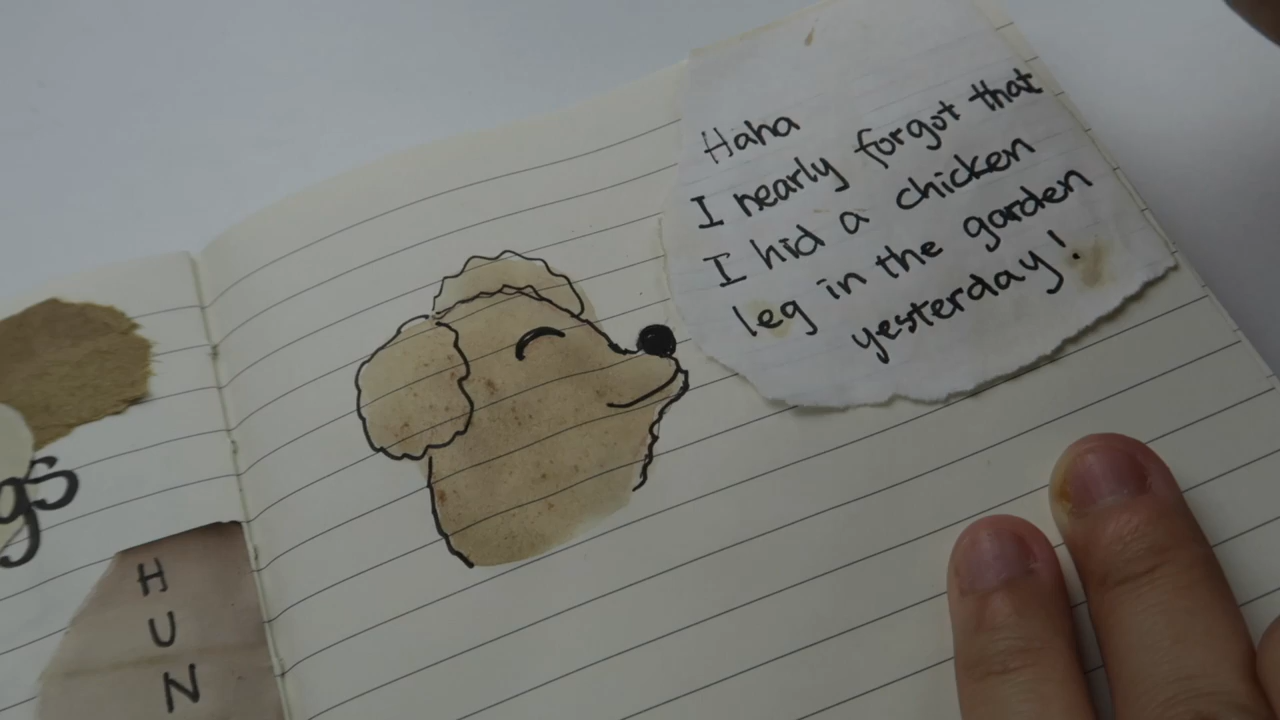 Haha
I nearly forgot that
I hid a chicken
leg in the garden
yesterday!
gs
H
U
N